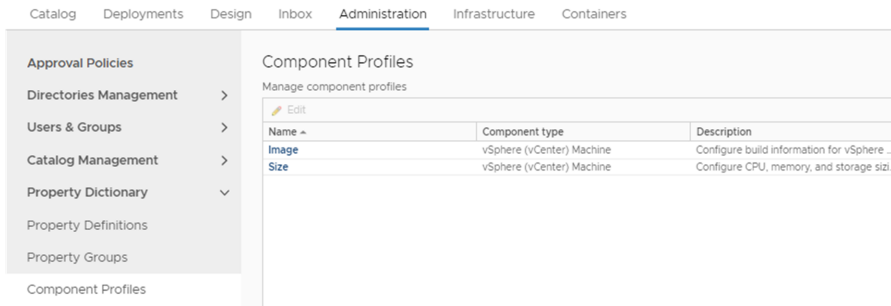 Catalog Deployments Design Inbox Administration Infrastructure Containers
Approval Policies
Directories Management
Users & Groups
Catalog Management
Property Dictionary
Property Definitions
Property Groups
Component Profiles
Component Profiles
Manage component profiles
Edit
Name Component type Description
Image vSphere (vCenter) Machine Configure build information for vSphere ...
Size vSphere (vCenter) Machine Configure CPU, memory, and storage sizi